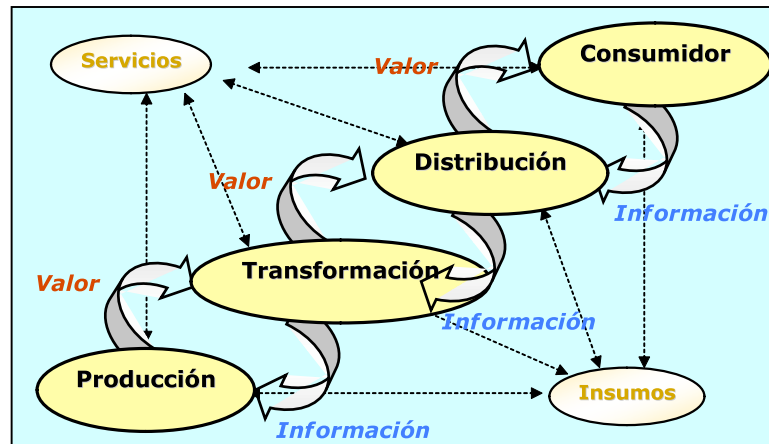 Servicios
Consumidor
Valor
Distribución
Valor
Información
Transformación
Valor
Información
Producción
Insumos
Información